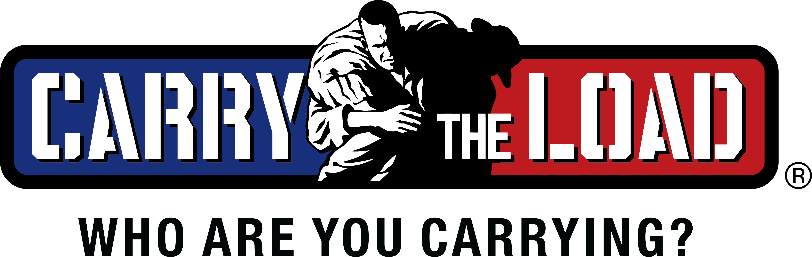 CARRY THE LOAD ®
WHO ARE YOU CARRYING?